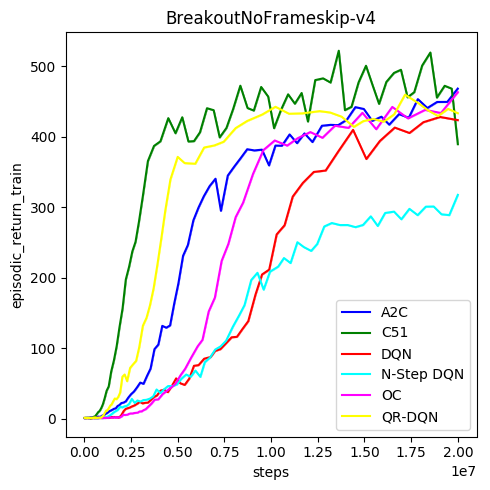 BreakoutNoFrameskip-v4
episodic_return_train
500
400
300
200
100
0
A2C
C51
DQN
N-Step DQN
OC
QR-DQN
0.00 0.25 0.50 0.75 1.00 1.25 1.50 1.75 2.00
steps
1e7